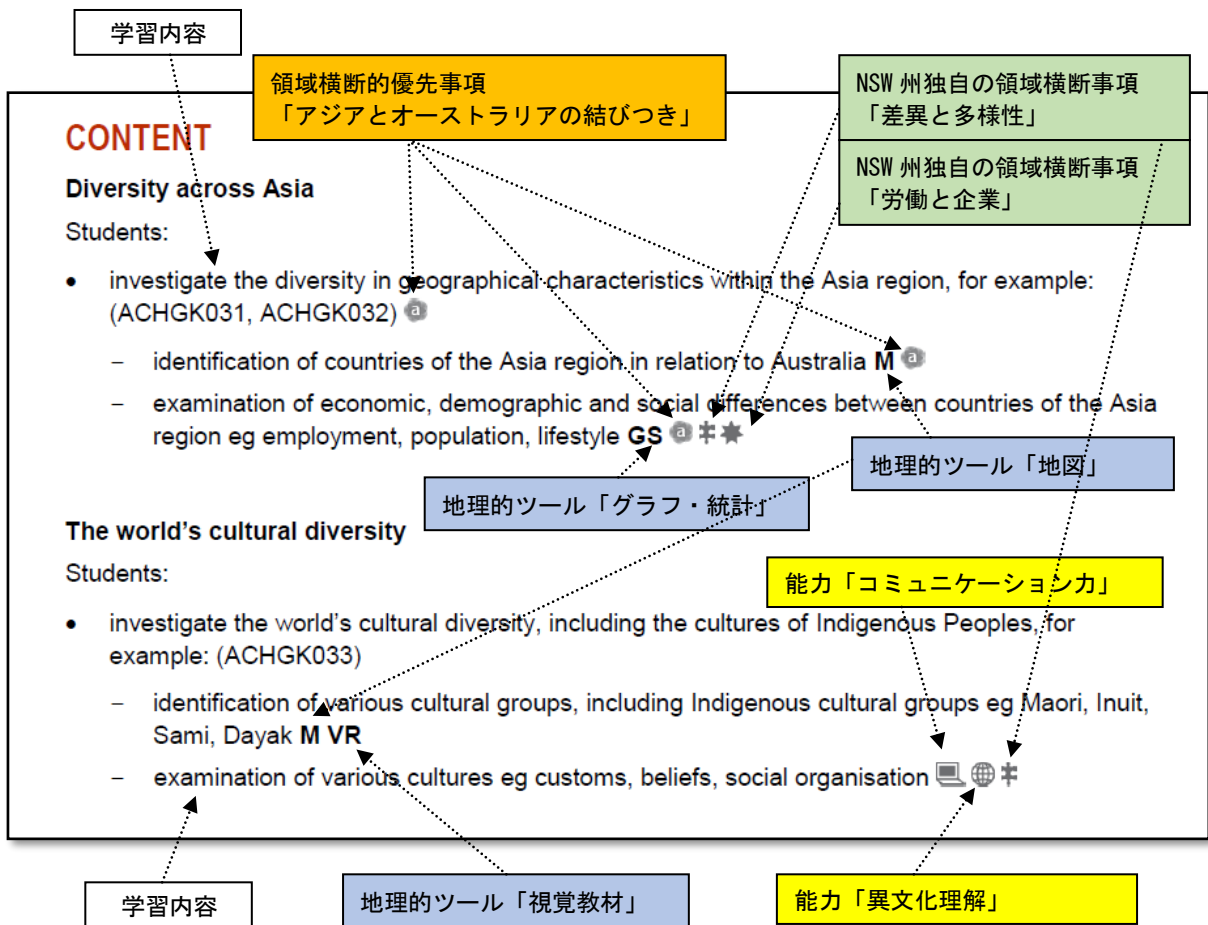 学習内容
領域横断的優先事項
「アジアとオーストラリアの結びつき」
NSW 州独自の領域横断事項
「差異と多様性」
NSW 州独自の領域横断事項
「労働と企業」
CONTENT
Diversity across Asia
Students:
• investigate the diversity in geographical characteristics within the Asia region, for example:
(ACHGK031, ACHGK032) a
– identification of countries of the Asia region in relation to Australia M a
– examination of economic, demographic and social differences between countries of the Asia
region eg employment, population, lifestyle GS a
地理的ツール「地図」
地理的ツール「グラフ・統計」
The world's cultural diversity
Students:
能力「コミュニケーション力」
• investigate the world's cultural diversity, including the cultures of Indigenous Peoples, for
example: (ACHGK033)
– identification of various cultural groups, including Indigenous cultural groups eg Maori, Inuit,
Sami, Dayak M VR
– examination of various cultures eg customs, beliefs, social organisation
学習内容
地理的ツール「視覚教材」
能力「異文化理解」